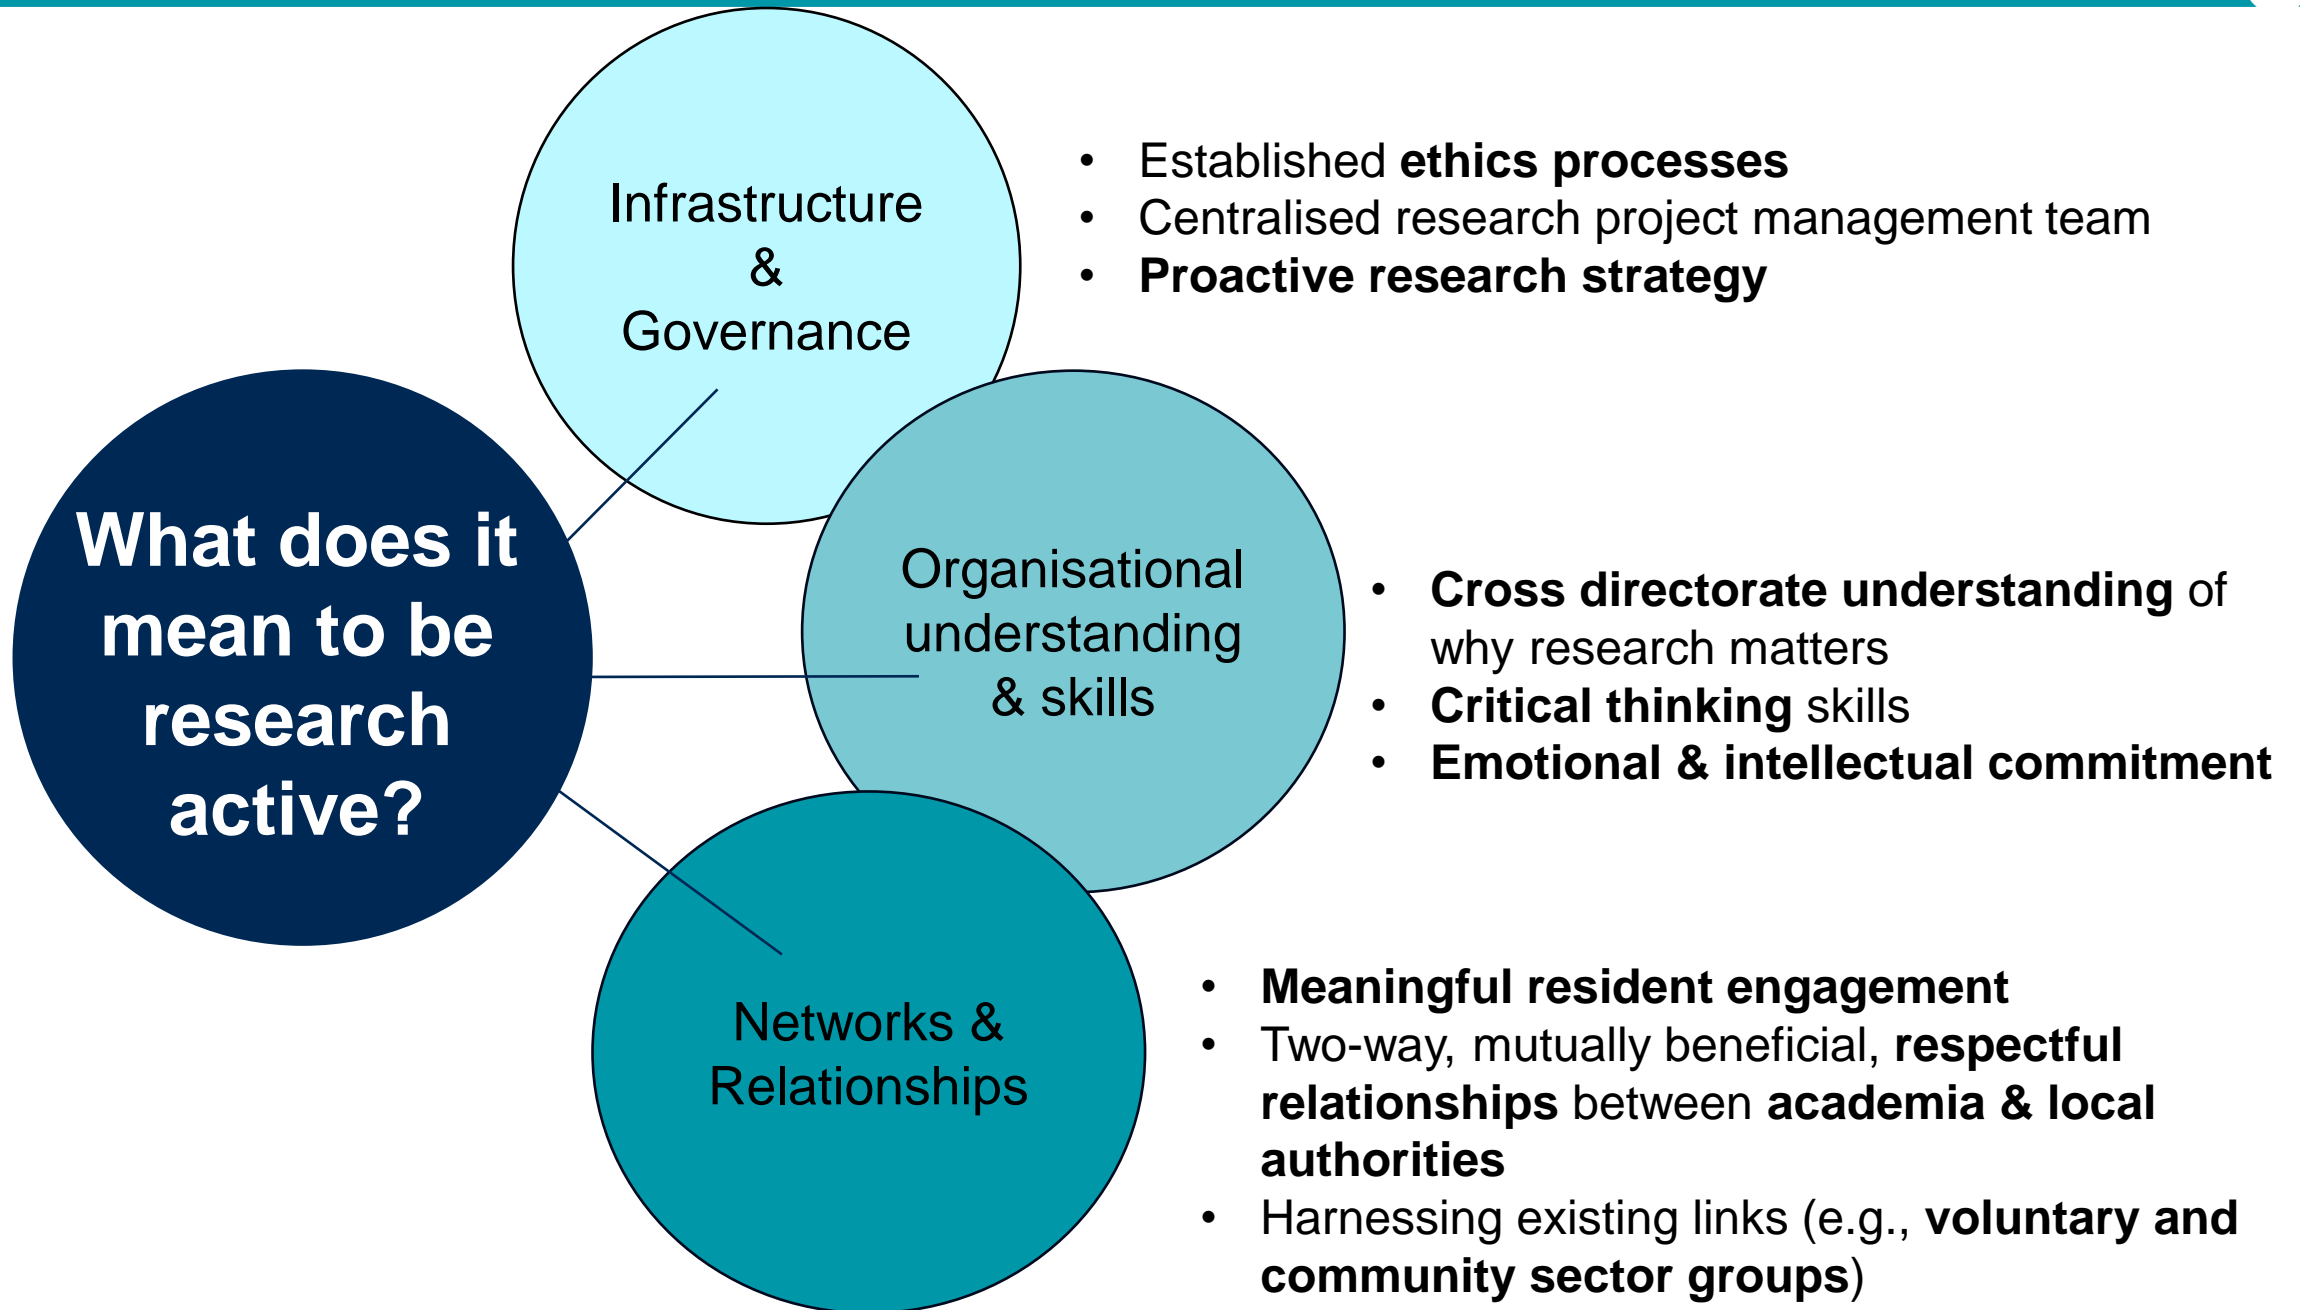 What does it
mean to be
research
active?
Infrastructure
&
Governance
• Established ethics processes
• Centralised research project management team
• Proactive research strategy
Organisational
understanding
& skills
• Cross directorate understanding of
why research matters
• Critical thinking skills
• Emotional & intellectual commitment
Networks &
Relationships
• Meaningful resident engagement
• Two-way, mutually beneficial, respectful
relationships between academia & local
authorities
• Harnessing existing links (e.g., voluntary and
community sector groups)